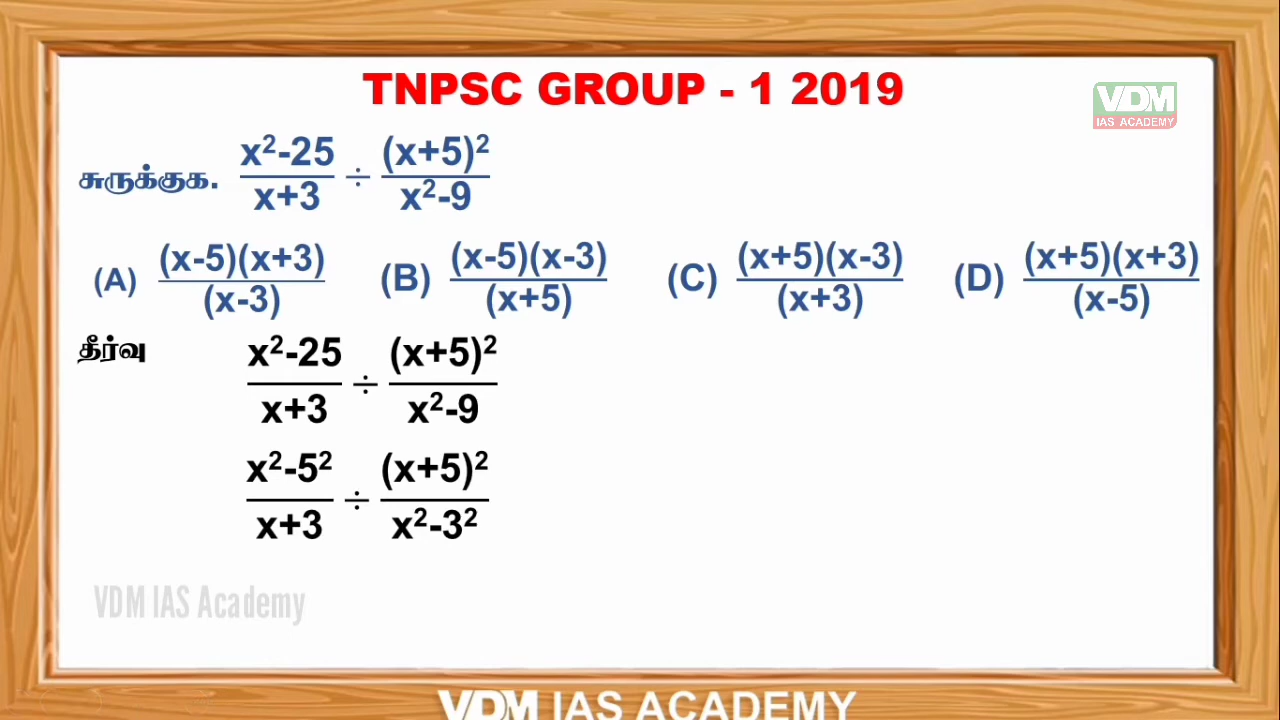 TNPSC GROUP - 1 2019
VDM
IAS ACADEMY
சுருக்குக. (x²-25)/(x+3) ÷ (x+5)²/(x²-9)
(A) (x-5)(x+3)/(x-3) (B) (x-5)(x-3)/(x+5) (C) (x+5)(x-3)/(x+3) (D) (x+5)(x+3)/(x-5)
தீர்வு (x²-25)/(x+3) ÷ (x+5)²/(x²-9)
(x²-5²)/(x+3) ÷ (x+5)²/(x²-3²)
VDM IAS Academy
VDM IAS ACADEMY